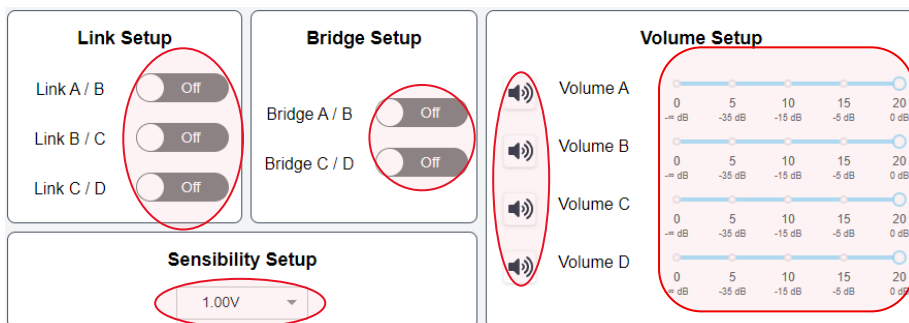 Link Setup
Link A / B Off
Link B / C Off
Link C / D Off
Bridge Setup
Bridge A / B Off
Bridge C / D Off
Sensibility Setup
1.00V
Volume Setup
Volume A
0 5 10 15 20
-∞ dB -35 dB -15 dB -5 dB 0 dB
Volume B
0 5 10 15 20
-∞ dB -35 dB -15 dB -5 dB 0 dB
Volume C
0 5 10 15 20
-∞ dB -35 dB -15 dB -5 dB 0 dB
Volume D
0 5 10 15 20
-∞ dB -35 dB -15 dB -5 dB 0 dB